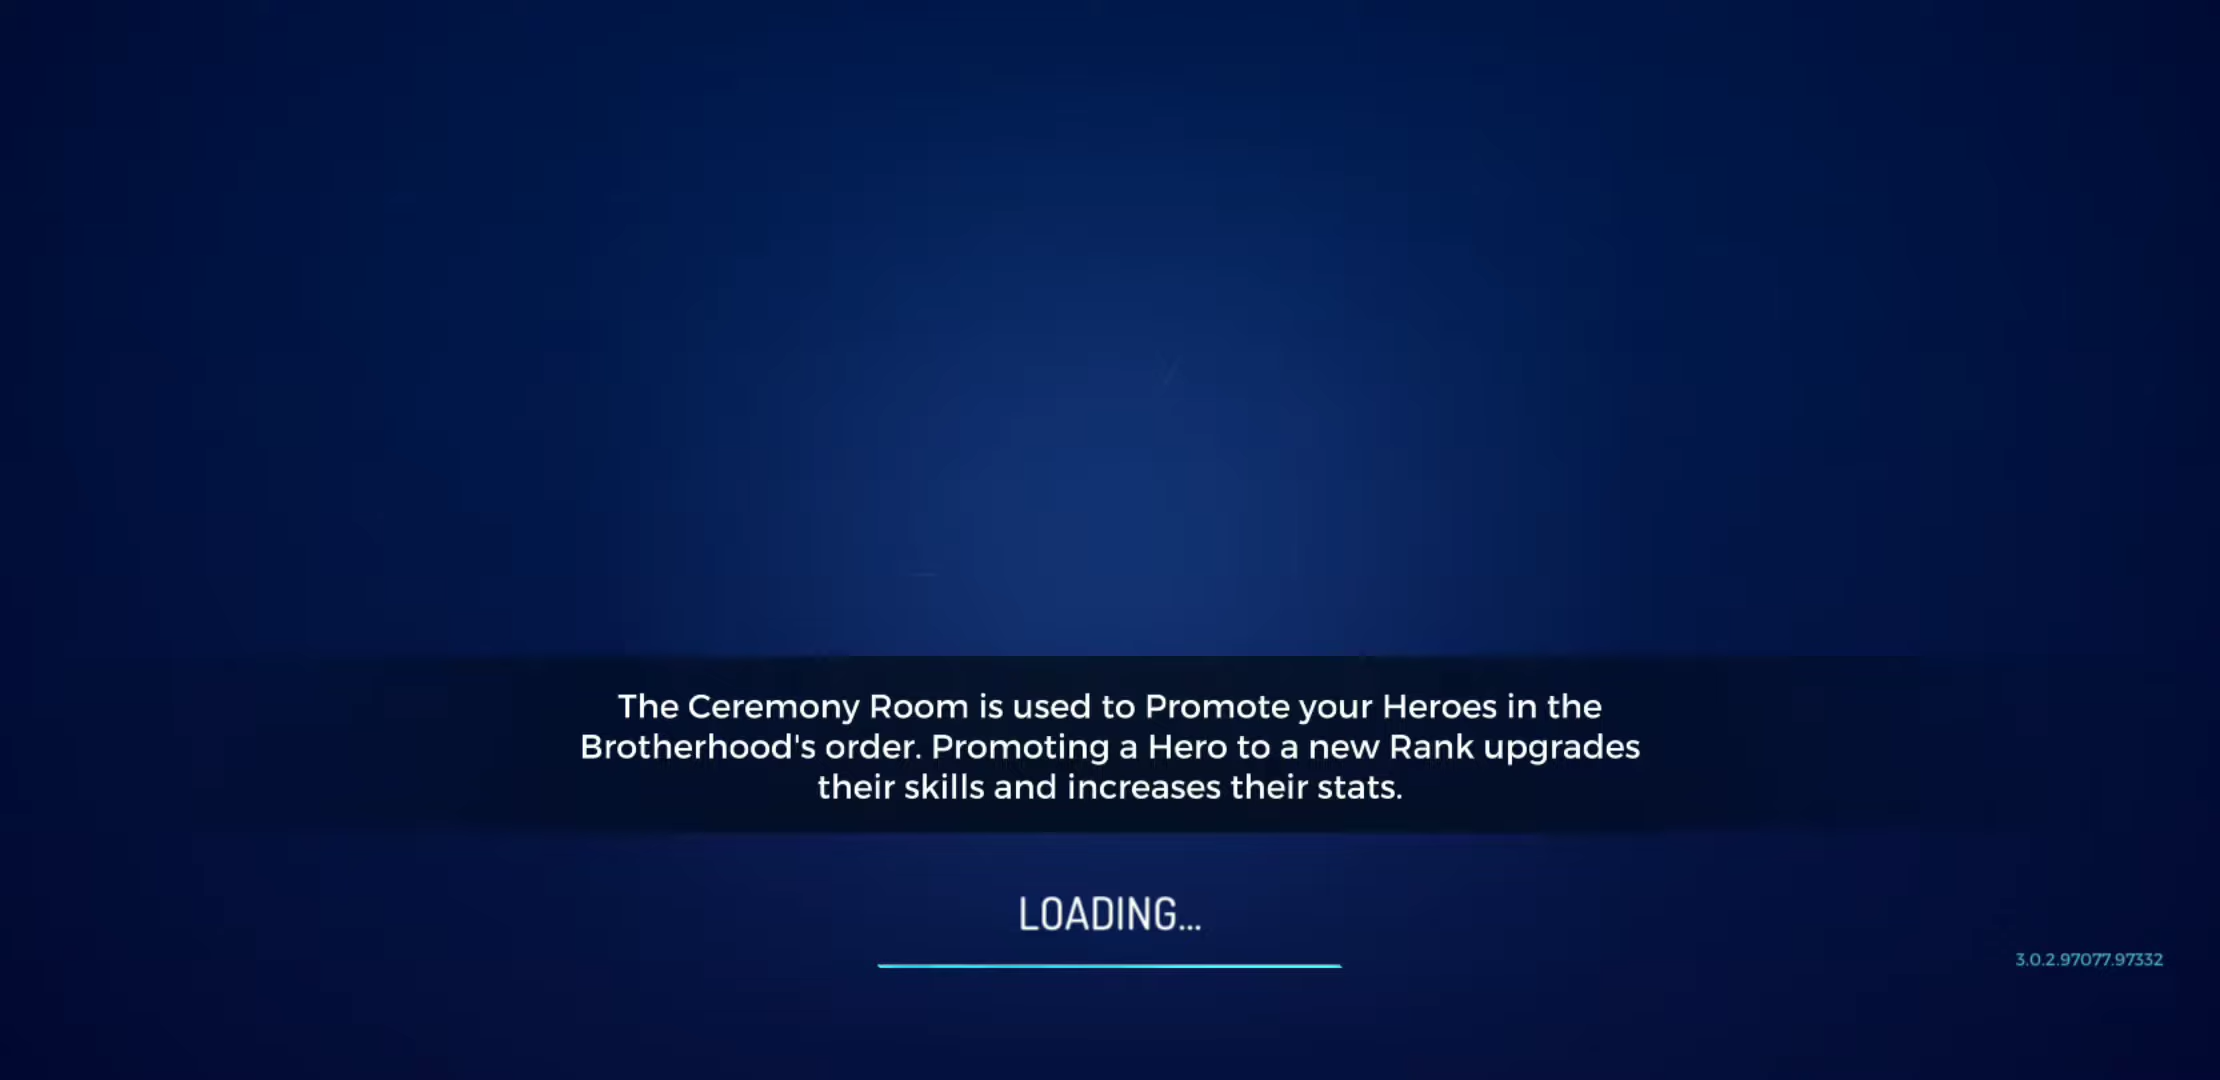 The Ceremony Room is used to Promote your Heroes in the
Brotherhood's order. Promoting a Hero to a new Rank upgrades
their skills and increases their stats.
LOADING...
3.0.2.97077.97332